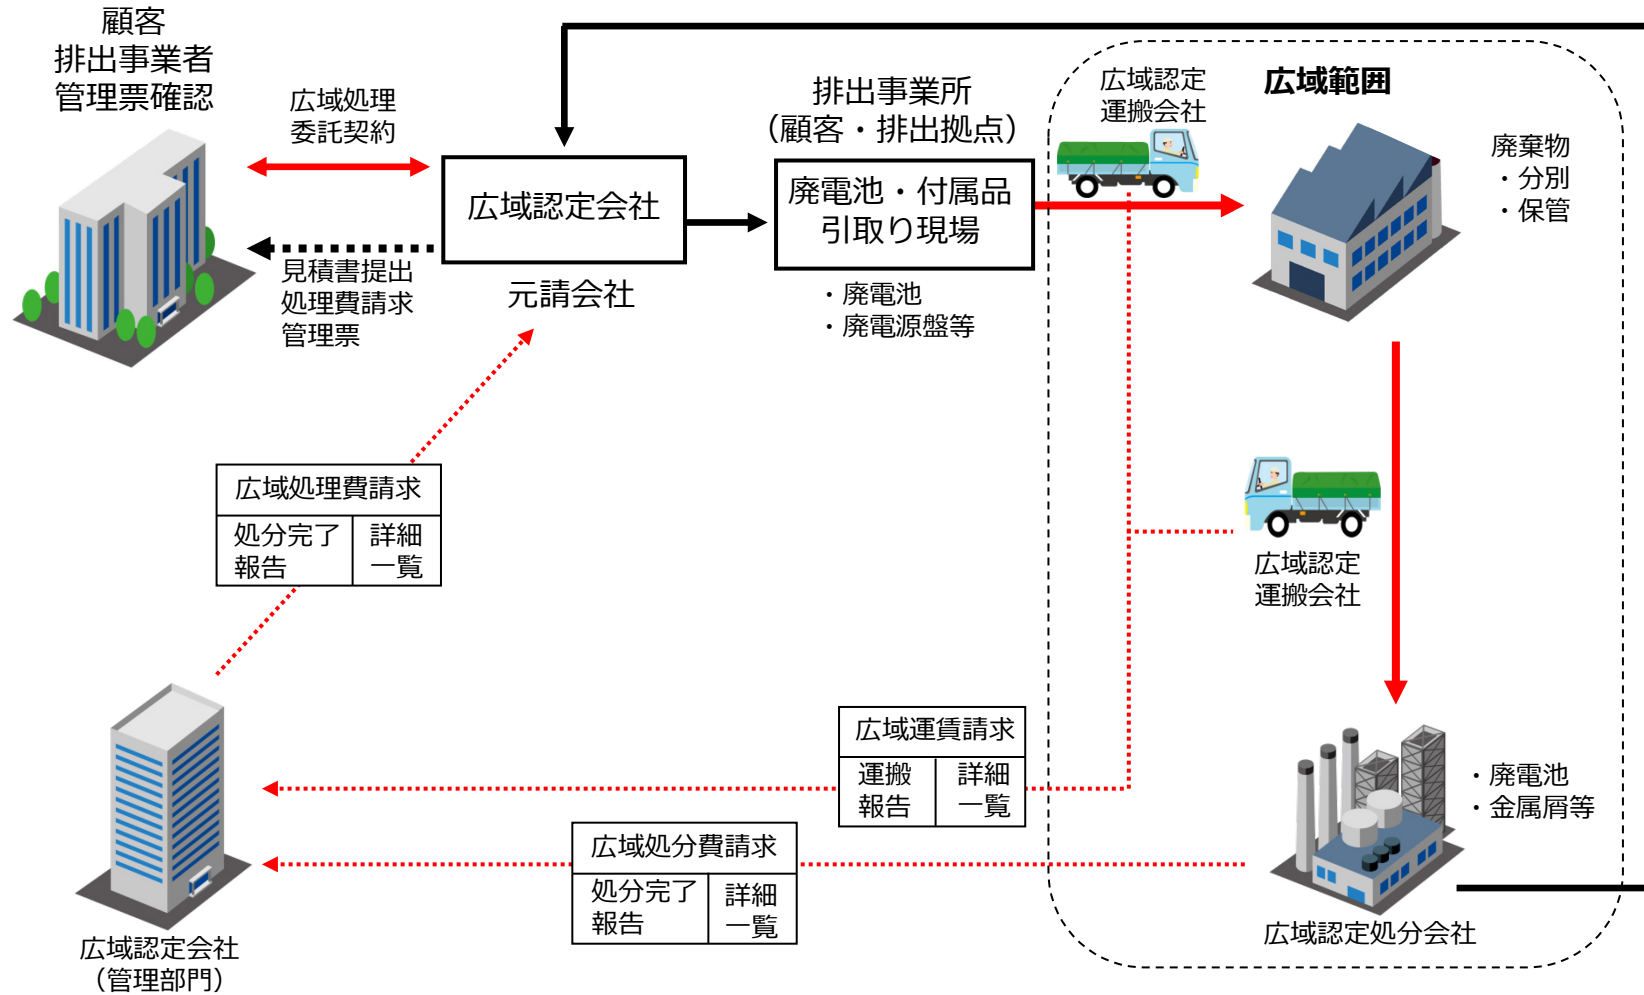 顧客
排出事業者
管理票確認
広域処理
委託契約
見積書提出
処理費請求
管理票
広域認定会社
元請会社
排出事業所
（顧客・排出拠点）
廃電池・付属品
引取り現場
・廃電池
・廃電源盤等
広域認定
運搬会社
広域範囲
廃棄物
・分別
・保管
広域認定
運搬会社
広域処理費請求
処分完了
報告
詳細
一覧
広域運賃請求
運搬
報告
詳細
一覧
・廃電池
・金属屑等
広域処分費請求
処分完了
報告
詳細
一覧
広域認定処分会社
広域認定会社
（管理部門）